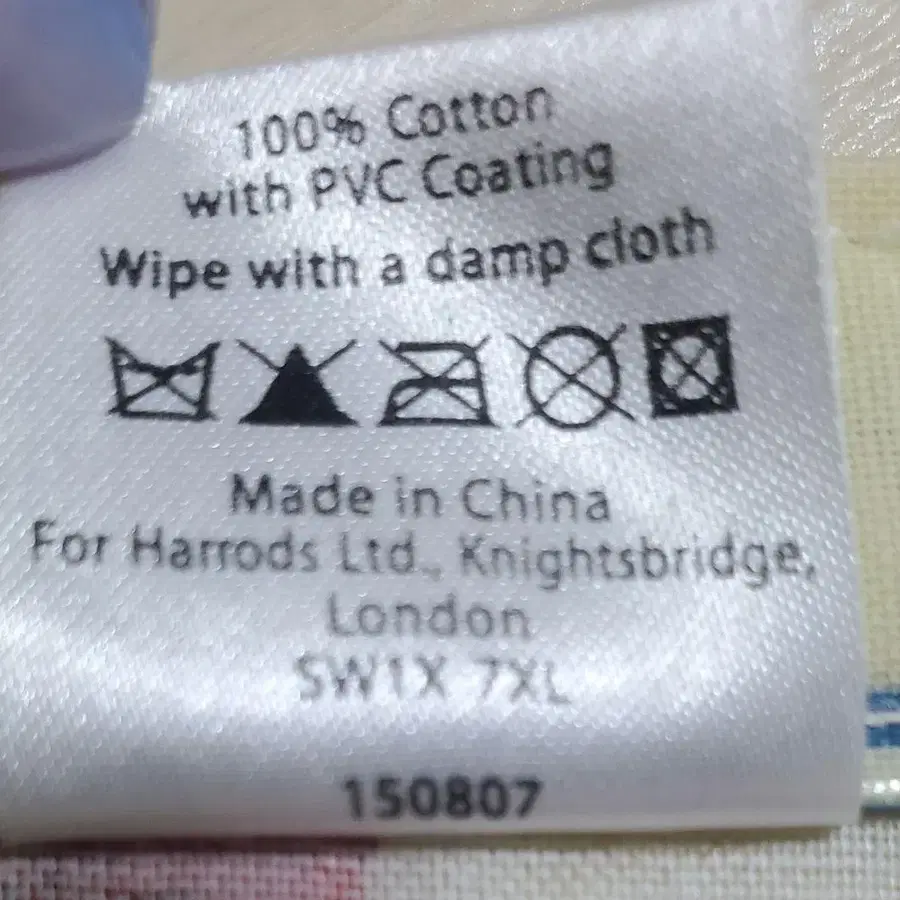 100% Cotton
with PVC Coating
Wipe with a damp cloth
Made in China
For Harrods Ltd., Knightsbridge,
London
SW1X 7XL
150807